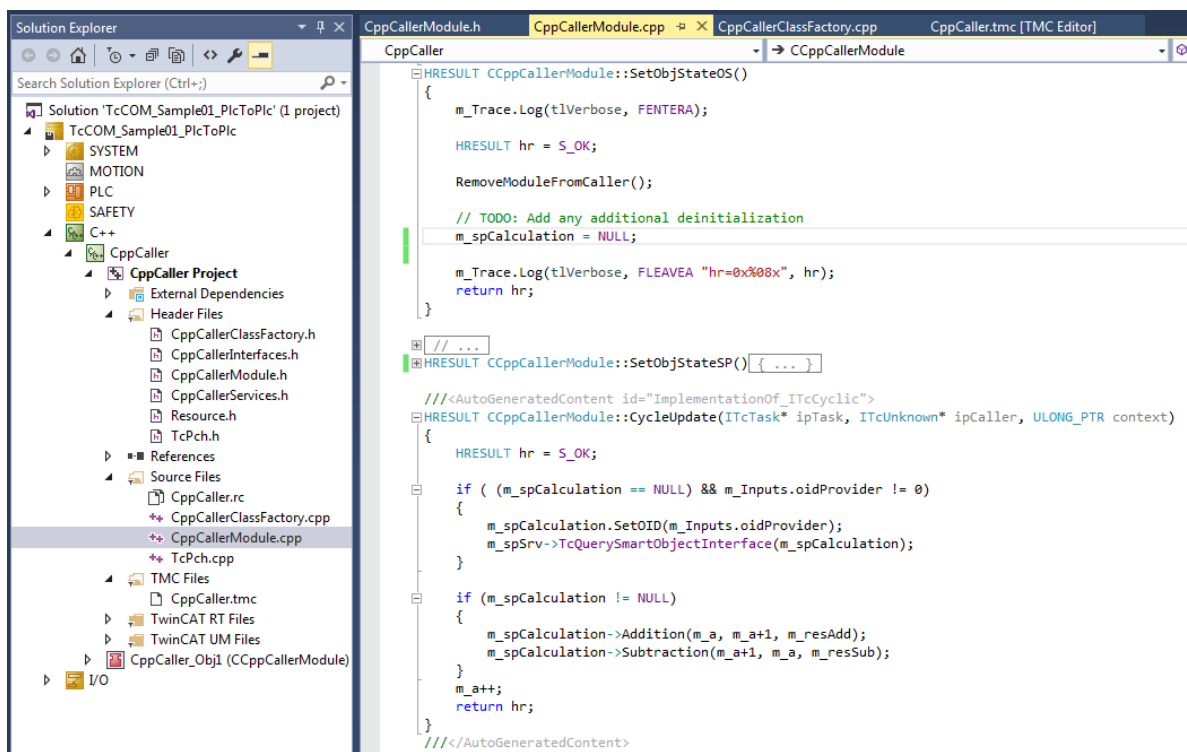 Solution Explorer
Search Solution Explorer (Ctrl+;)
Solution 'TcCOM_Sample01_PlcToPlc' (1 project)
TcCOM_Sample01_PlcToPlc
SYSTEM
MOTION
PLC
SAFETY
C++
CppCaller
CppCaller Project
External Dependencies
Header Files
CppCallerClassFactory.h
CppCallerInterfaces.h
CppCallerModule.h
CppCallerServices.h
Resource.h
TcPch.h
References
Source Files
CppCaller.rc
CppCallerClassFactory.cpp
CppCallerModule.cpp
TcPch.cpp
TMC Files
CppCaller.tmc
TwinCAT RT Files
TwinCAT UM Files
CppCaller_Obj1 (CCppCallerModule)
I/O
CppCallerModule.h CppCallerModule.cpp CppCallerClassFactory.cpp CppCaller.tmc [TMC Editor]
CppCaller CCppCallerModule
HRESULT CCppCallerModule::SetObjStateOS()
{
m_Trace.Log(tlVerbose, FENTERA);
HRESULT hr = S_OK;
RemoveModuleFromCaller();
// TODO: Add any additional deinitialization
m_spCalculation = NULL;
m_Trace.Log(tlVerbose, FLEAVEA "hr=0x%08x", hr);
return hr;
}
// ...
HRESULT CCppCallerModule::SetObjStateSP() { ... }
///<AutoGeneratedContent id="ImplementationOf_ITcCyclic">
HRESULT CCppCallerModule::CycleUpdate(ITcTask* ipTask, ITcUnknown* ipCaller, ULONG_PTR context)
{
HRESULT hr = S_OK;
if ( (m_spCalculation == NULL) && m_Inputs.oidProvider != 0)
{
m_spCalculation.SetOID(m_Inputs.oidProvider);
m_spSrv->TcQuerySmartObjectInterface(m_spCalculation);
}
if (m_spCalculation != NULL)
{
m_spCalculation->Addition(m_a, m_a+1, m_resAdd);
m_spCalculation->Subtraction(m_a+1, m_a, m_resSub);
}
m_a++;
return hr;
}
///</AutoGeneratedContent>